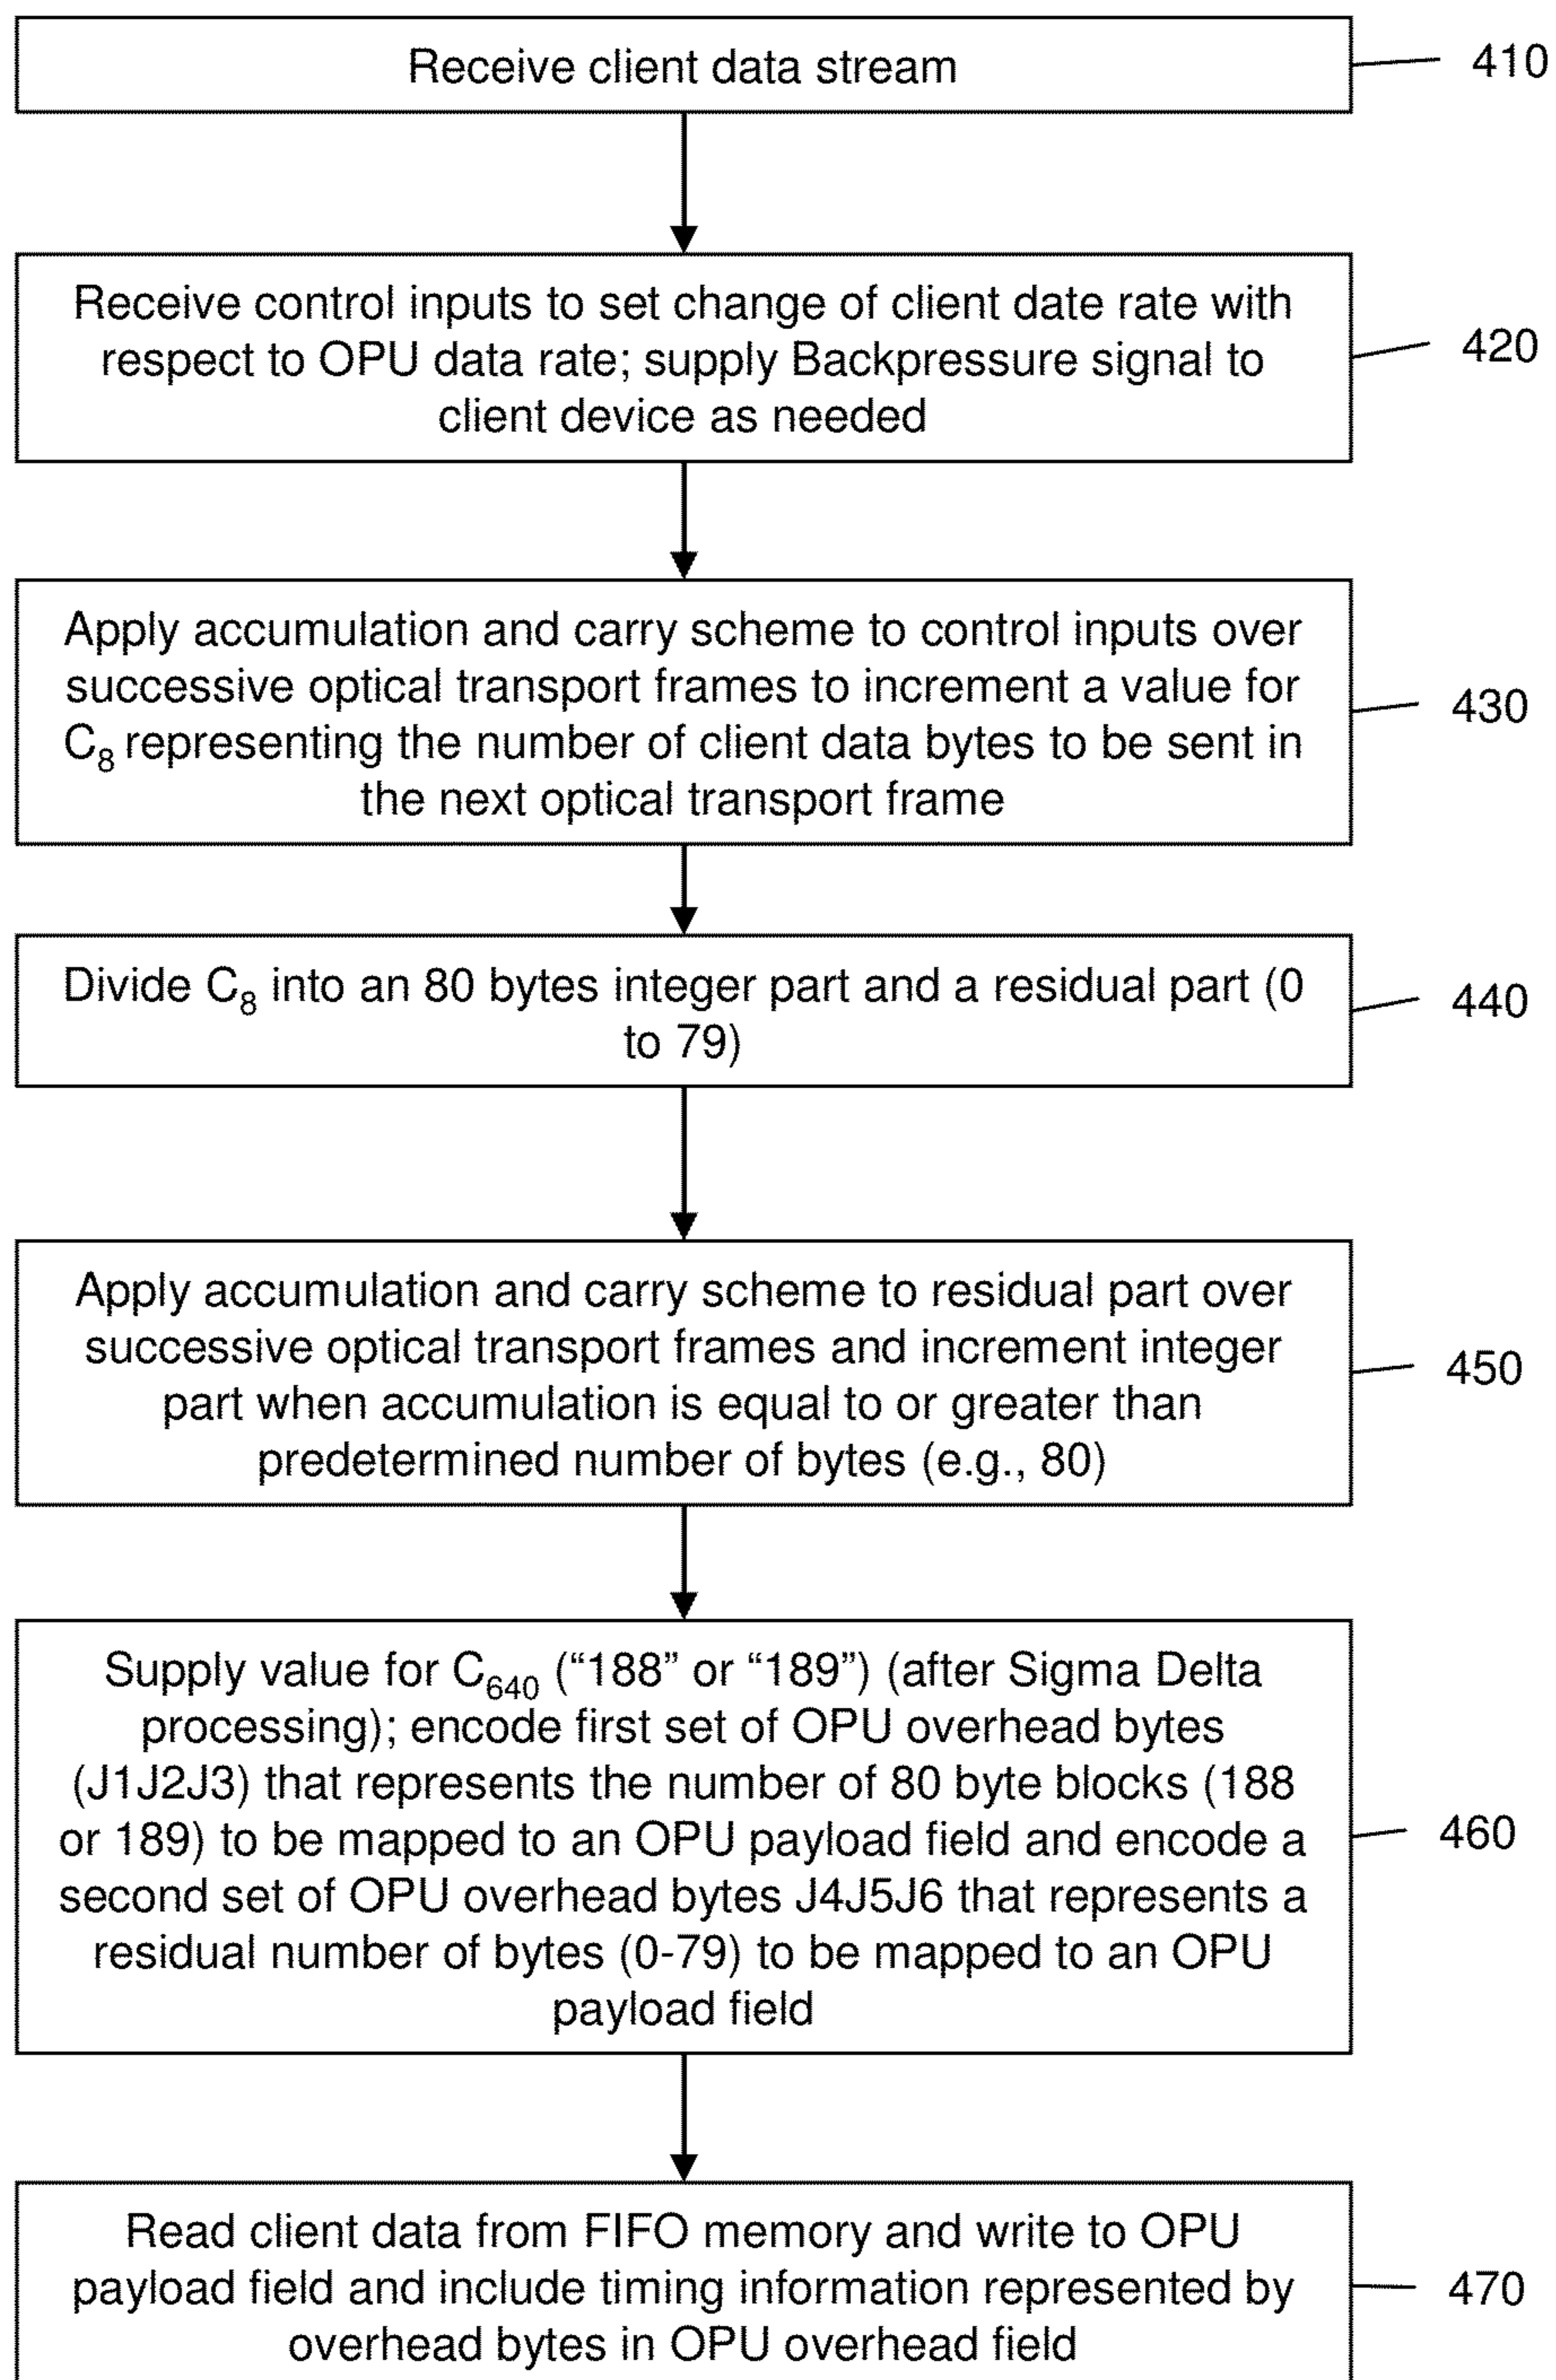 Receive client data stream
410
Receive control inputs to set change of client date rate with
respect to OPU data rate; supply Backpressure signal to
client device as needed
420
Apply accumulation and carry scheme to control inputs over
successive optical transport frames to increment a value for
C8 representing the number of client data bytes to be sent in
the next optical transport frame
430
Divide C8 into an 80 bytes integer part and a residual part (0
to 79)
440
Apply accumulation and carry scheme to residual part over
successive optical transport frames and increment integer
part when accumulation is equal to or greater than
predetermined number of bytes (e.g., 80)
450
Supply value for C640 (“188” or “189”) (after Sigma Delta
processing); encode first set of OPU overhead bytes
(J1J2J3) that represents the number of 80 byte blocks (188
or 189) to be mapped to an OPU payload field and encode a
second set of OPU overhead bytes J4J5J6 that represents a
residual number of bytes (0-79) to be mapped to an OPU
payload field
460
Read client data from FIFO memory and write to OPU
payload field and include timing information represented by
overhead bytes in OPU overhead field
470